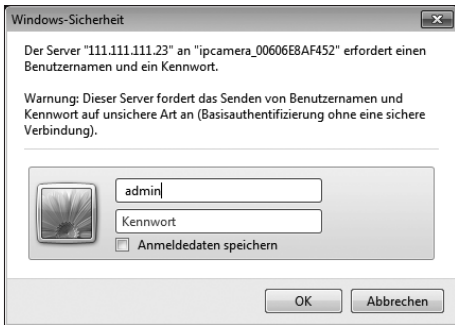 Windows-Sicherheit
Der Server "111.111.111.23" an "ipcamera_00606E8AF452" erfordert einen
Benutzernamen und ein Kennwort.
Warnung: Dieser Server fordert das Senden von Benutzernamen und
Kennwort auf unsichere Art an (Basisauthentifizierung ohne eine sichere
Verbindung).
admin
Kennwort
Anmeldedaten speichern
OK
Abbrechen